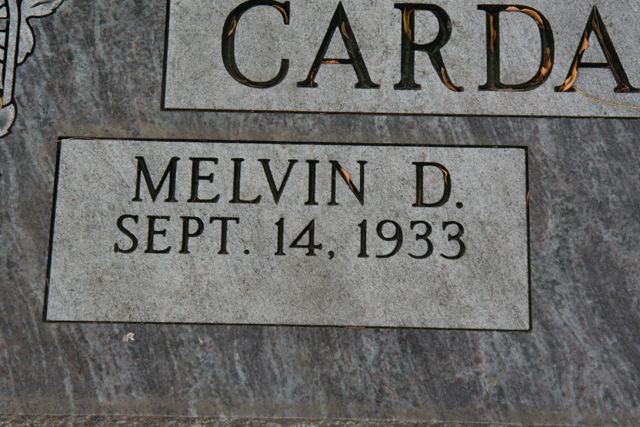 CARDA
MELVIN D.
SEPT. 14, 1933